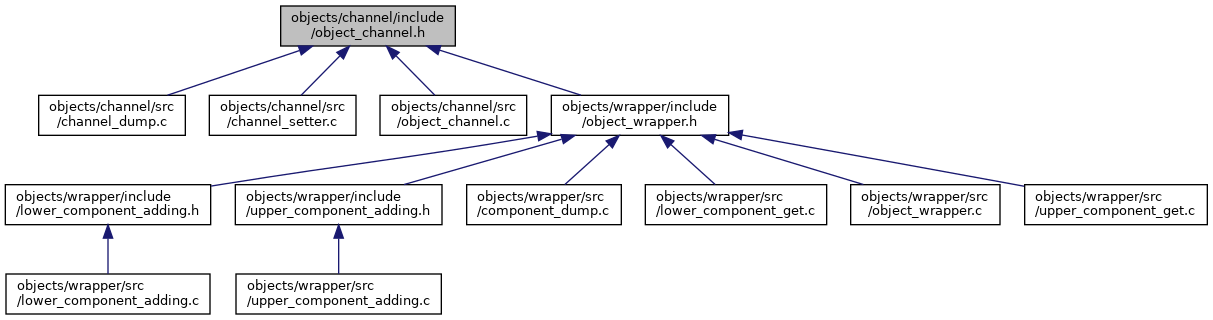 objects/channel/include
/object_channel.h
objects/channel/src
/channel_dump.c
objects/channel/src
/channel_setter.c
objects/channel/src
/object_channel.c
objects/wrapper/include
/object_wrapper.h
objects/wrapper/include
/lower_component_adding.h
objects/wrapper/include
/upper_component_adding.h
objects/wrapper/src
/component_dump.c
objects/wrapper/src
/lower_component_get.c
objects/wrapper/src
/object_wrapper.c
objects/wrapper/src
/upper_component_get.c
objects/wrapper/src
/lower_component_adding.c
objects/wrapper/src
/upper_component_adding.c